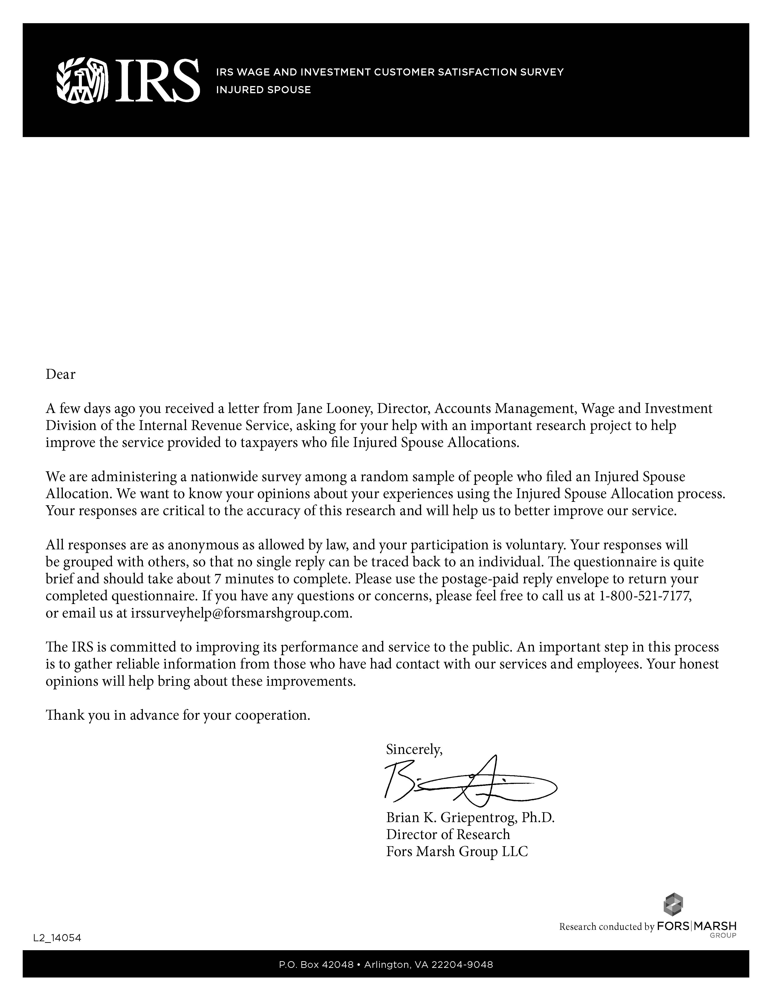 IRS
IRS WAGE AND INVESTMENT CUSTOMER SATISFACTION SURVEY
INJURED SPOUSE
Dear
A few days ago you received a letter from Jane Looney, Director, Accounts Management, Wage and Investment
Division of the Internal Revenue Service, asking for your help with an important research project to help
improve the service provided to taxpayers who file Injured Spouse Allocations.
We are administering a nationwide survey among a random sample of people who filed an Injured Spouse
Allocation. We want to know your opinions about your experiences using the Injured Spouse Allocation process.
Your responses are critical to the accuracy of this research and will help us to better improve our service.
All responses are as anonymous as allowed by law, and your participation is voluntary. Your responses will
be grouped with others, so that no single reply can be traced back to an individual. The questionnaire is quite
brief and should take about 7 minutes to complete. Please use the postage-paid reply envelope to return your
completed questionnaire. If you have any questions or concerns, please feel free to call us at 1-800-521-7177,
or email us at irssurveyhelp@forsmarshgroup.com.
The IRS is committed to improving its performance and service to the public. An important step in this process
is to gather reliable information from those who have had contact with our services and employees. Your honest
opinions will help bring about these improvements.
Thank you in advance for your cooperation.
Sincerely,
Brian K. Griepentrog, Ph.D.
Director of Research
Fors Marsh Group LLC
Research conducted by FORS|MARSH
GROUP
L2_14054
P.O. Box 42048 • Arlington, VA 22204-9048